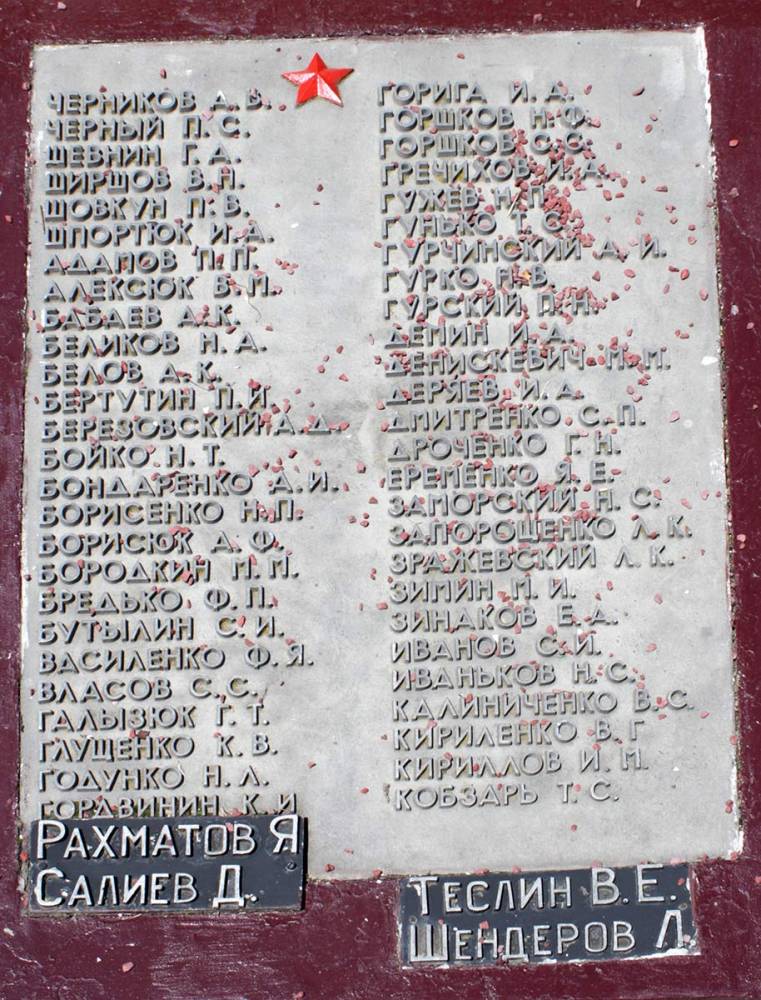 ЧЕРНИКОВ А. В.
ЧЕРНЫЙ П. С.
ШЕВНИН Г. А.
ШИРШОВ В. Н.
ШОВКУН П. В.
ШПОРТЮК И. А.
АДАМОВ П. П.
АЛЕКСЮК Б. М.
БАБАЕВ А. К.
БЕЛИКОВ Н. А.
БЕЛОВ А. К.
БЕРТУТИН П. И.
БЕРЕЗОВСКИЙ А. Д.
БОЙКО Н. Т.
БОНДАРЕНКО Д. И.
БОРИСЕНКО Н. П.
БОРИСЮК А. Ф.
БОРОДКИН М. М.
БРЕДЬКО Ф. П.
БУТЫЛИН С. И.
ВАСИЛЕНКО Ф. Я.
ВЛАСОВ С. С.
ГАЛЫЗЮК Г. Т.
ГЛУЩЕНКО К. В.
ГОДУНКО Н. Л.
К. И
РАХМАТОВ Я
САЛИЕВ Д.
ГОРИГА И. А.
ГОРШКОВ Н. Ф.
ГОРШКОВ С. С.
ГРЕЧИХОВ И. А.
ГУЖЕВ Н. П.
ГУНЬКО Т. С.
ГУРЧИНСКИЙ А. И.
ГУРКО Н. В.
ГУРСКИЙ П. Н.
ДЕМИН И. А.
ДЕНИСКЕВИЧ М. М.
ДЕРЯЕВ И. А.
ДМИТРЕНКО С. П.
ДРОЧЕНКО Г. Н.
ЕРЕМЕНКО Я. Е.
ЗАМОРСКИЙ Н. С.
ЗАПОРОЩЕНКО Л. К.
ЗРАЖЕВСКИЙ Л. К.
ЗИМИН М. И.
ЗИНАКОВ Е. А.
ИВАНОВ С. И.
ИВАНЬКОВ Н. С.
КАЛИНИЧЕНКО В. С.
КИРИЛЕНКО В. Г
КИРИЛЛОВ И. М.
КОБЗАРЬ Т. С.
ТЕСЛИН В. Е.
ШЕНДЕРОВ Л.